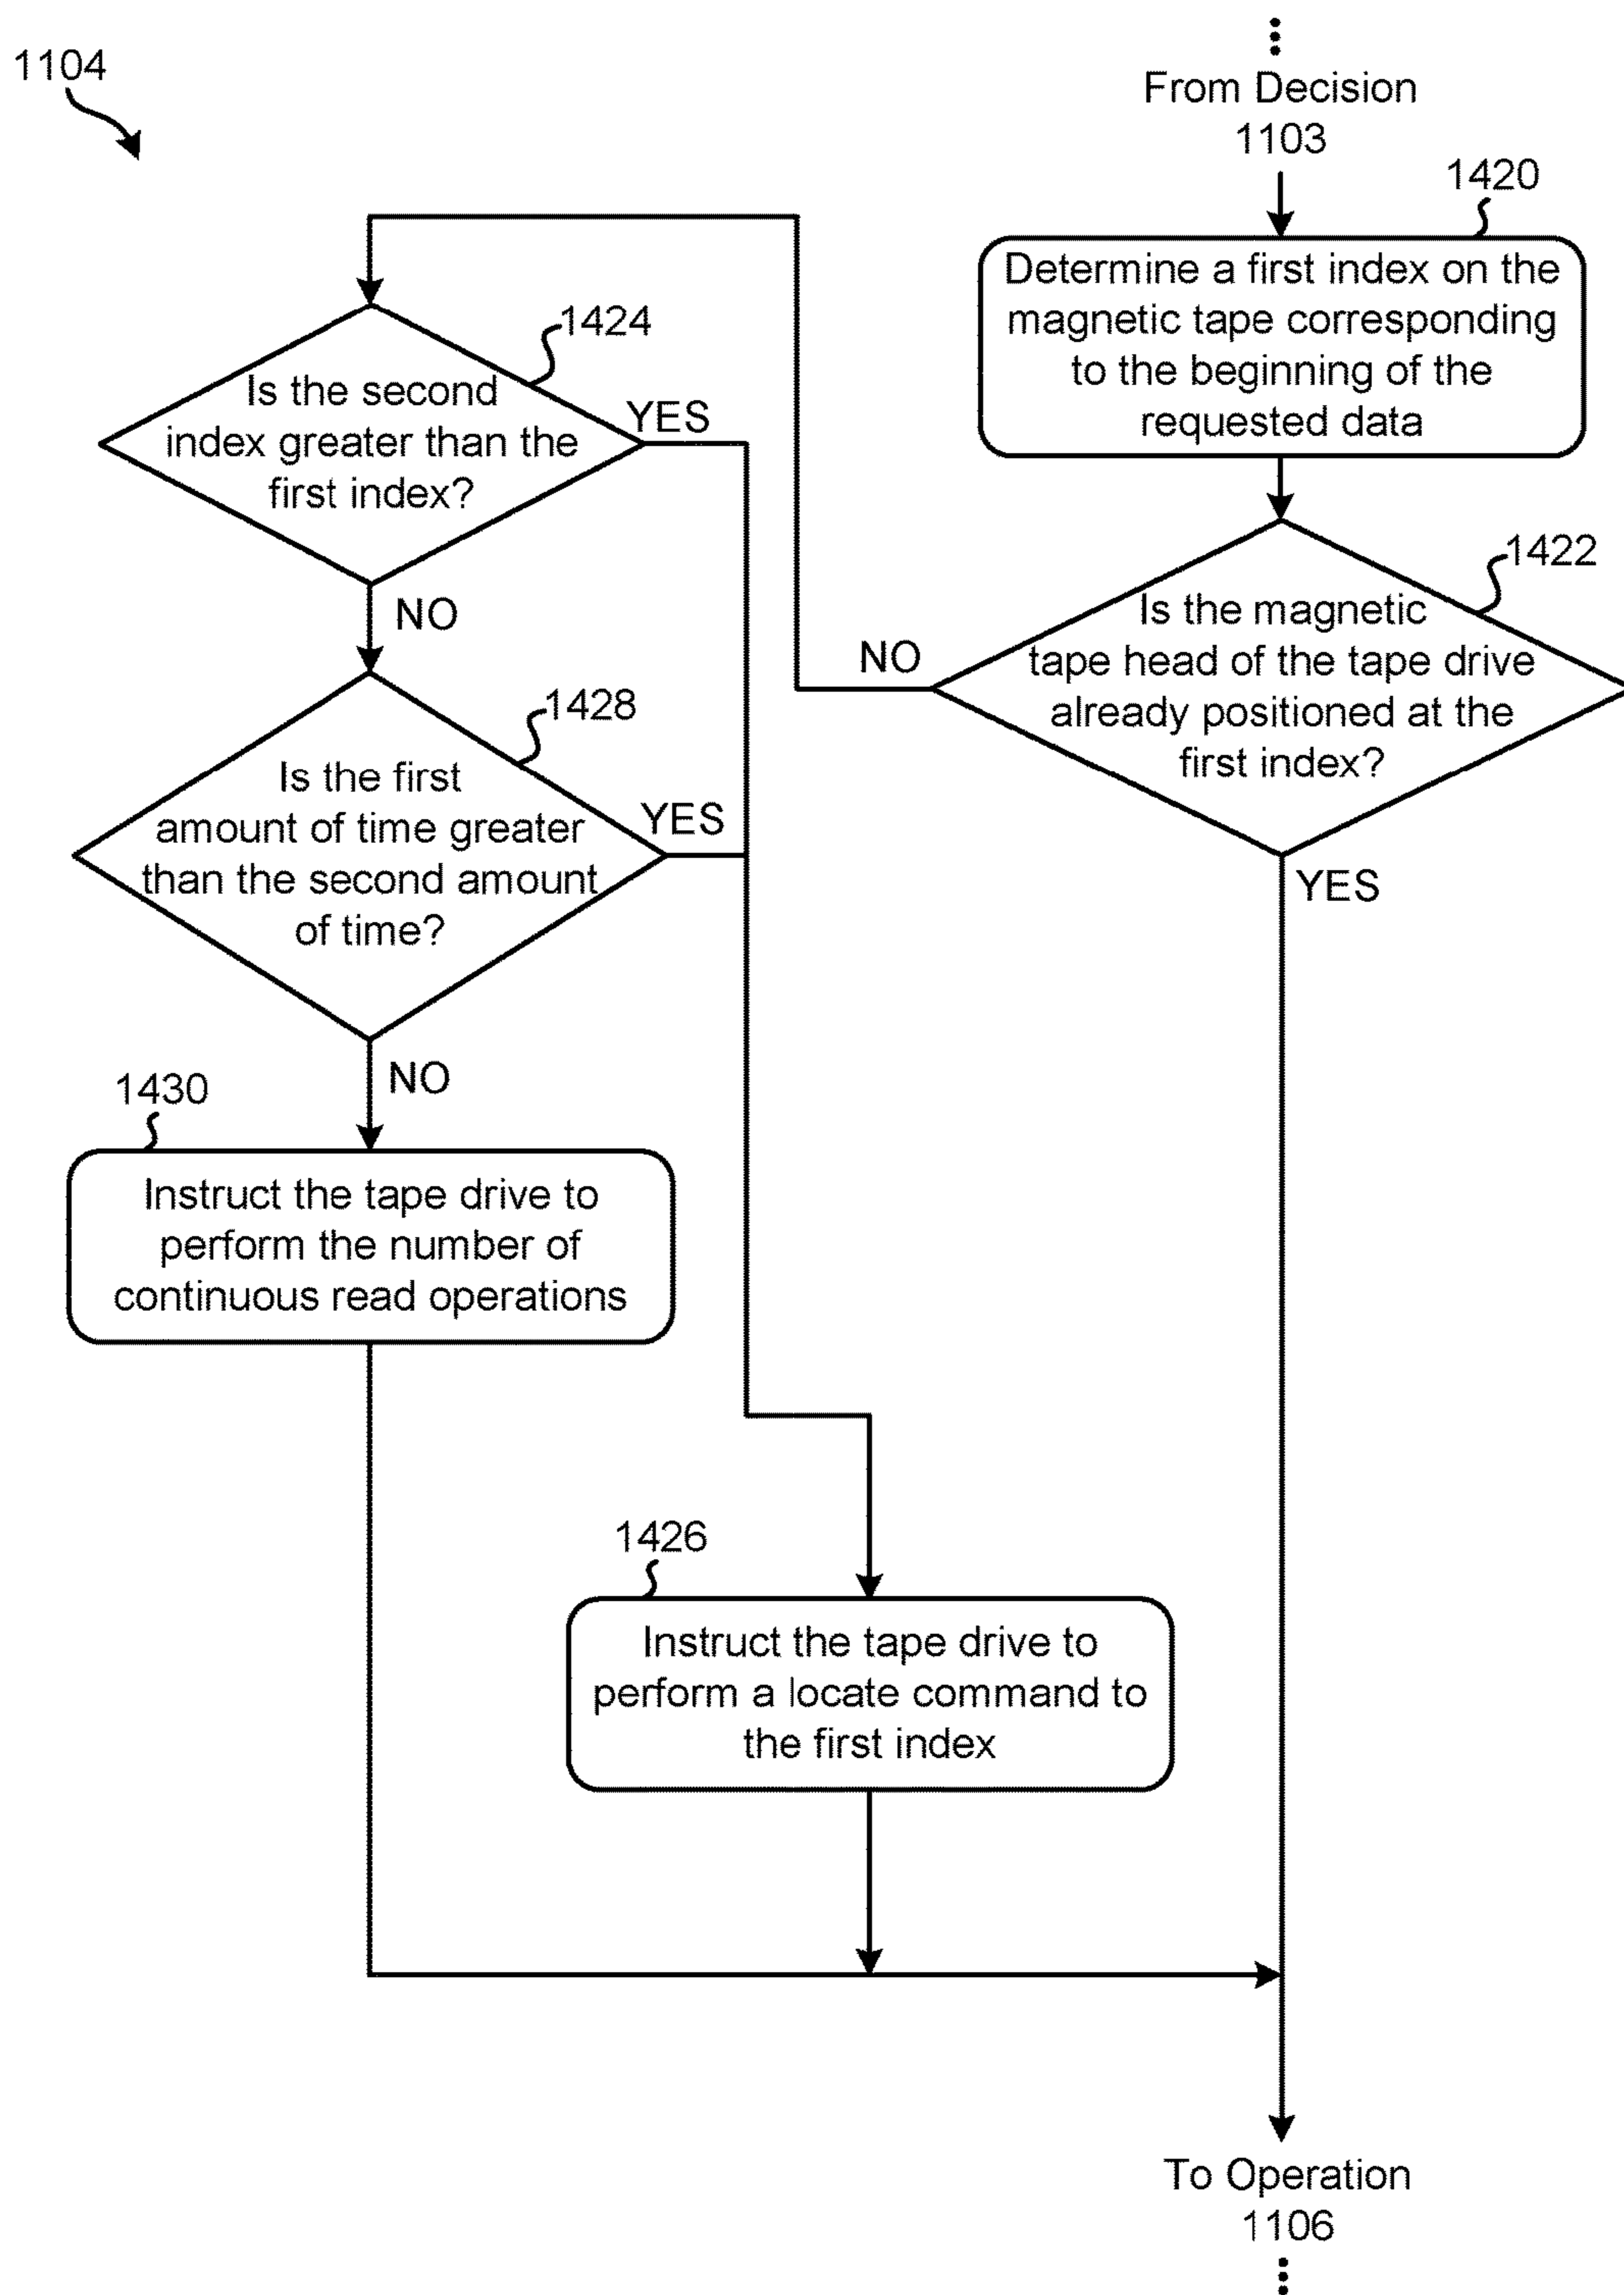 1104
From Decision
1103
1420
Determine a first index on the
magnetic tape corresponding
to the beginning of the
requested data
1422
Is the magnetic
tape head of the tape drive
already positioned at the
first index?
NO
YES
1424
Is the second
index greater than the
first index?
YES
NO
1428
Is the first
amount of time greater
than the second amount
of time?
YES
NO
1430
Instruct the tape drive to
perform the number of
continuous read operations
1426
Instruct the tape drive to
perform a locate command to
the first index
To Operation
1106